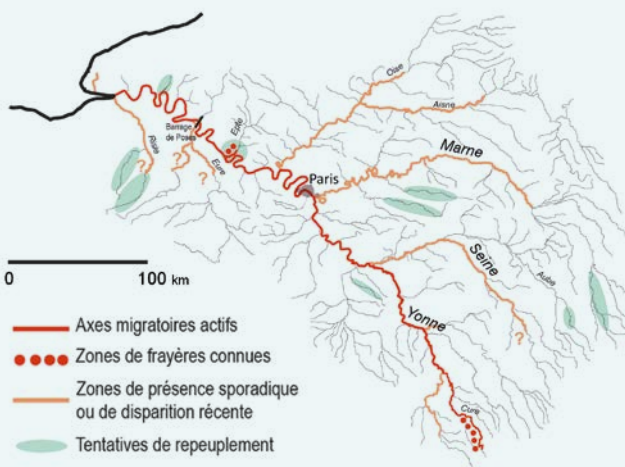 Oise
Aisne
Barrage
de Poses
Epte
Risle
Eure
Paris
Marne
Seine
Aube
Yonne
Cure
?
?
?
?
?
0 100 km
Axes migratoires actifs
Zones de frayères connues
Zones de présence sporadique
ou de disparition récente
Tentatives de repeuplement